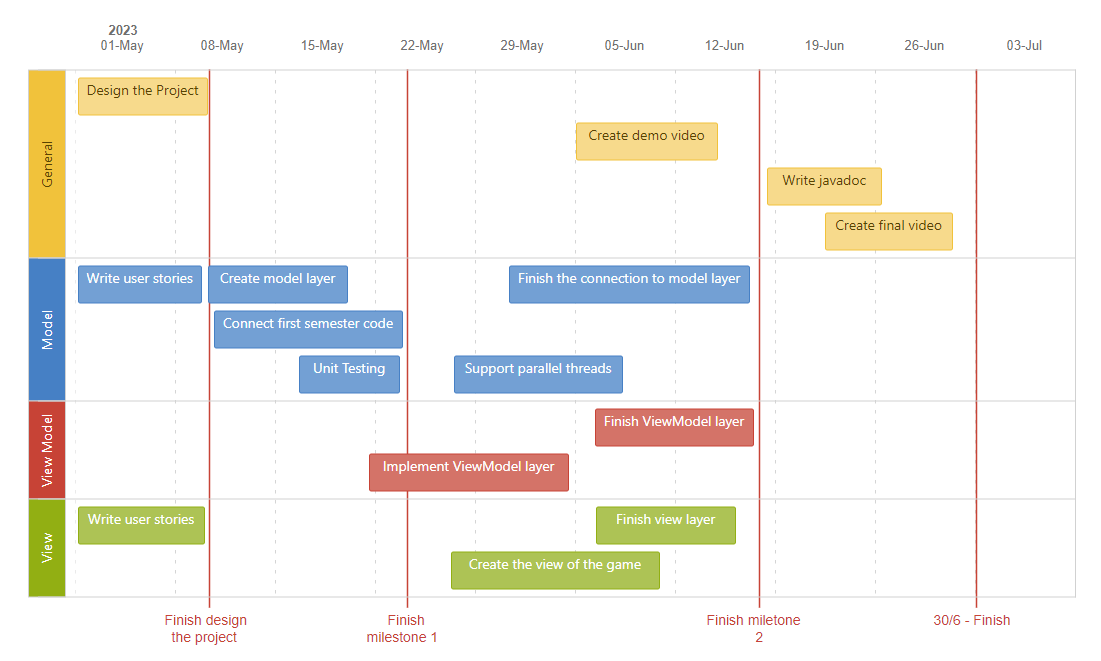 2023
01-May 08-May 15-May 22-May 29-May 05-Jun 12-Jun 19-Jun 26-Jun 03-Jul
General
Design the Project
Create demo video
Write javadoc
Create final video
Model
Write user stories Create model layer Finish the connection to model layer
Connect first semester code
Unit Testing Support parallel threads
View Model
Finish ViewModel layer
Implement ViewModel layer
View
Write user stories Finish view layer
Create the view of the game
Finish design
the project
Finish
milestone 1
Finish miletone
2
30/6 - Finish